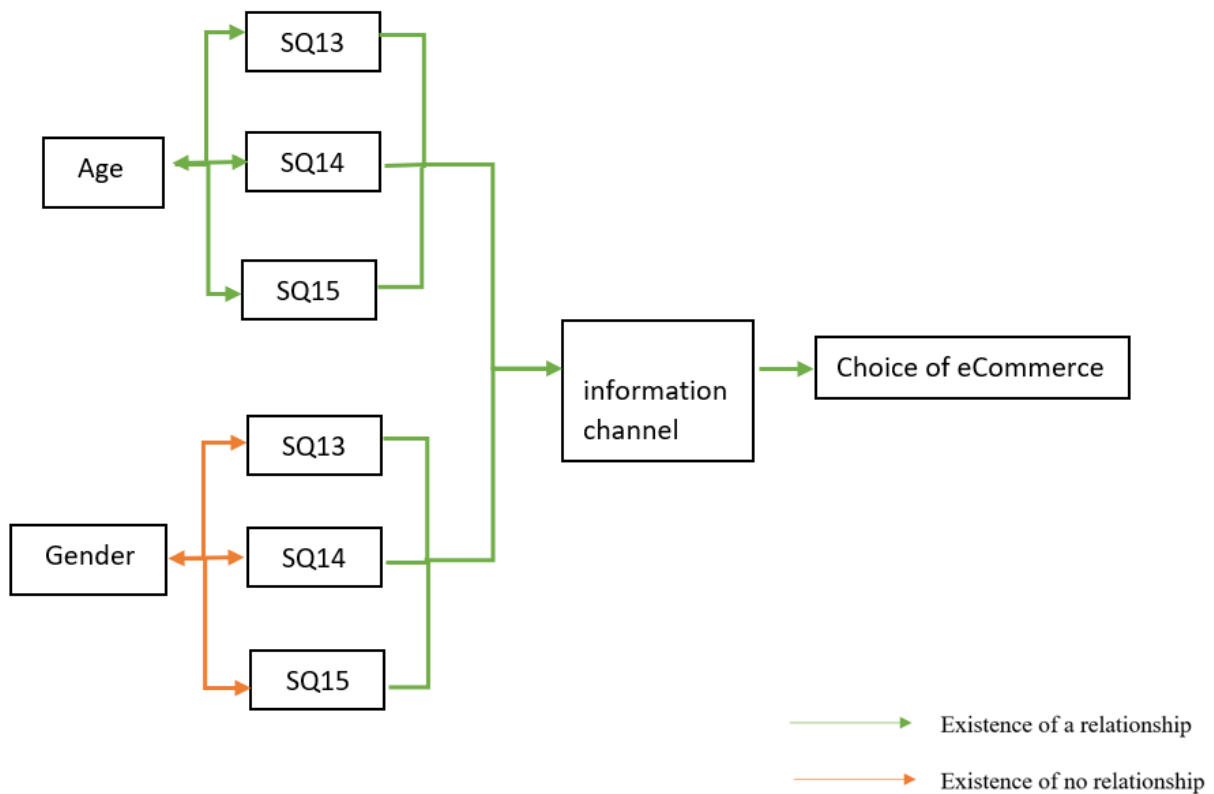 SQ13
Age
SQ14
SQ15
information
channel
Choice of eCommerce
SQ13
Gender
SQ14
SQ15
Existence of a relationship
Existence of no relationship